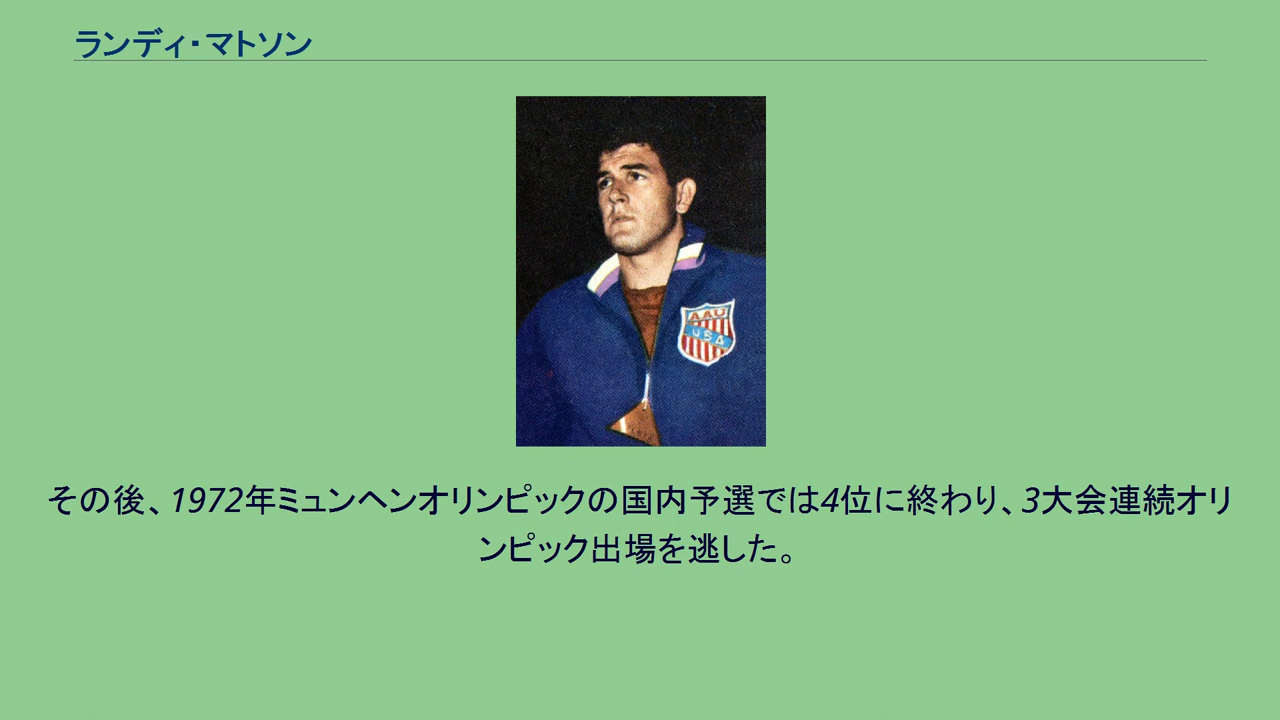 ランディ・マトソン
AAU
USA
その後、1972年ミュンヘンオリンピックの国内予選では4位に終わり、3大会連続オリ
ンピック出場を逃した。